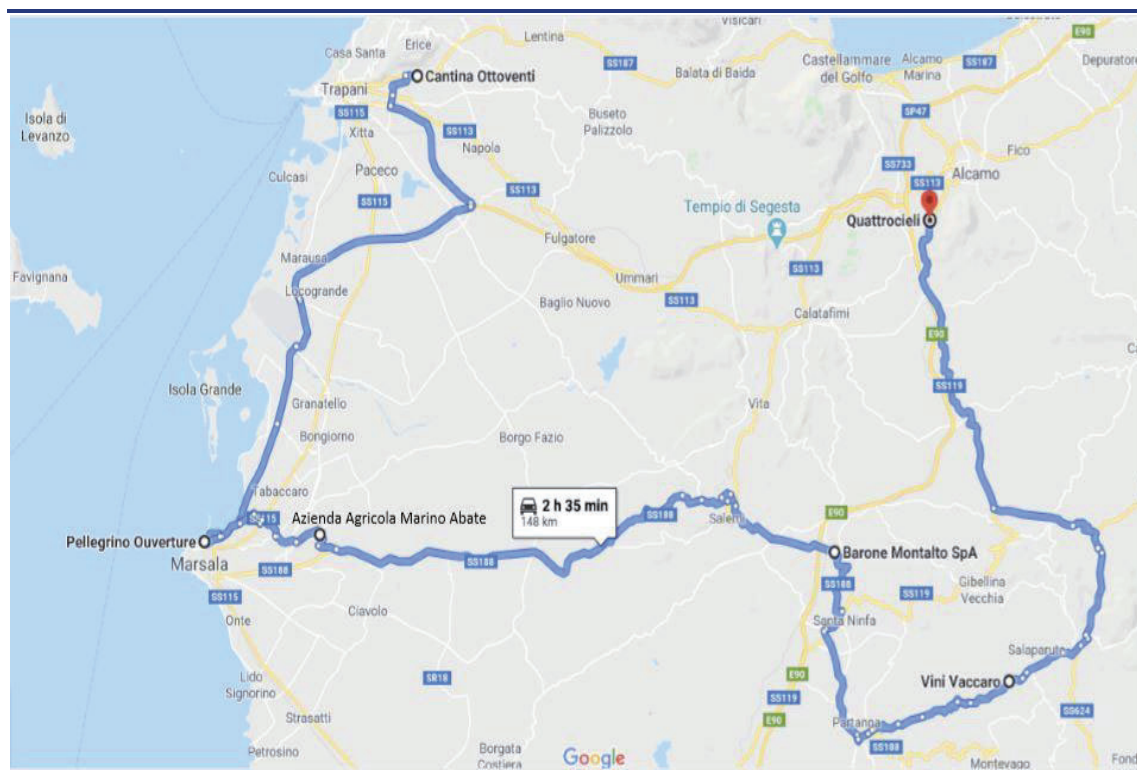 Casa Santa
Erice
Lentina
Visicari
E90
SS187
Cantina Ottoventi
SS187
Balata di Baida
Castellammare
del Golfo
Alcamo
Marina
Depuratore
Trapani
Isola di
Levanzo
SS115
Xitta
SS113
Buseto
Palizzolo
SP47
Napola
Fico
Paceco
SS733
Alcamo
Culcasi
SS115
SS113
SS113
Tempio di Segesta
Quattrocieli
Fulgatore
Marausa
Ummari
SS113
Favignana
Locogrande
Baglio Nuovo
SS113
Calatafimi
E90
Isola Grande
SS119
Granatello
Vita
Bongiorno
Borgo Fazio
Tabaccaro
2 h 35 min
148 km
SS115
Azienda Agricola Marino Abate
SS188
Salemi
E90
Pellegrino Ouverture
Marsala
Barone Montalto SpA
SS188
SS188
SS188
Gibellina
Vecchia
SS115
Ciavolo
SS119
Onte
Santa Ninfa
Salaparuta
Lido
Signorino
SR18
E90
Vini Vaccaro
SS119
SS624
Strasatti
E90
Partanna
SS188
Petrosino
Borgata
Costiera
Google
Montevago
Fond